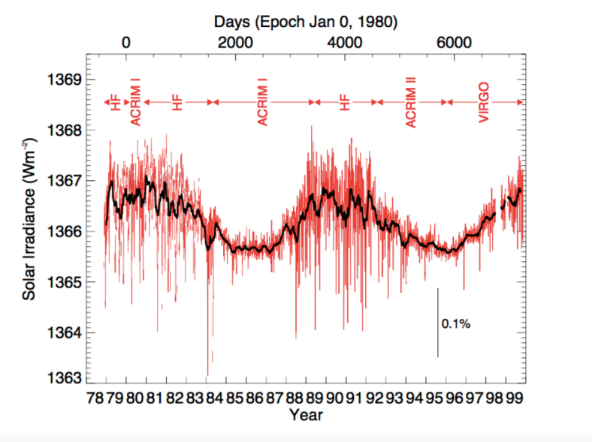 Days (Epoch Jan 0, 1980)
0 2000 4000 6000
1369
HF ACRIM I HF ACRIM I HF ACRIM II VIRGO
1368
1367
1366
1365
1364
1363
Solar Irradiance (Wm⁻²)
0.1%
78 79 80 81 82 83 84 85 86 87 88 89 90 91 92 93 94 95 96 97 98 99
Year